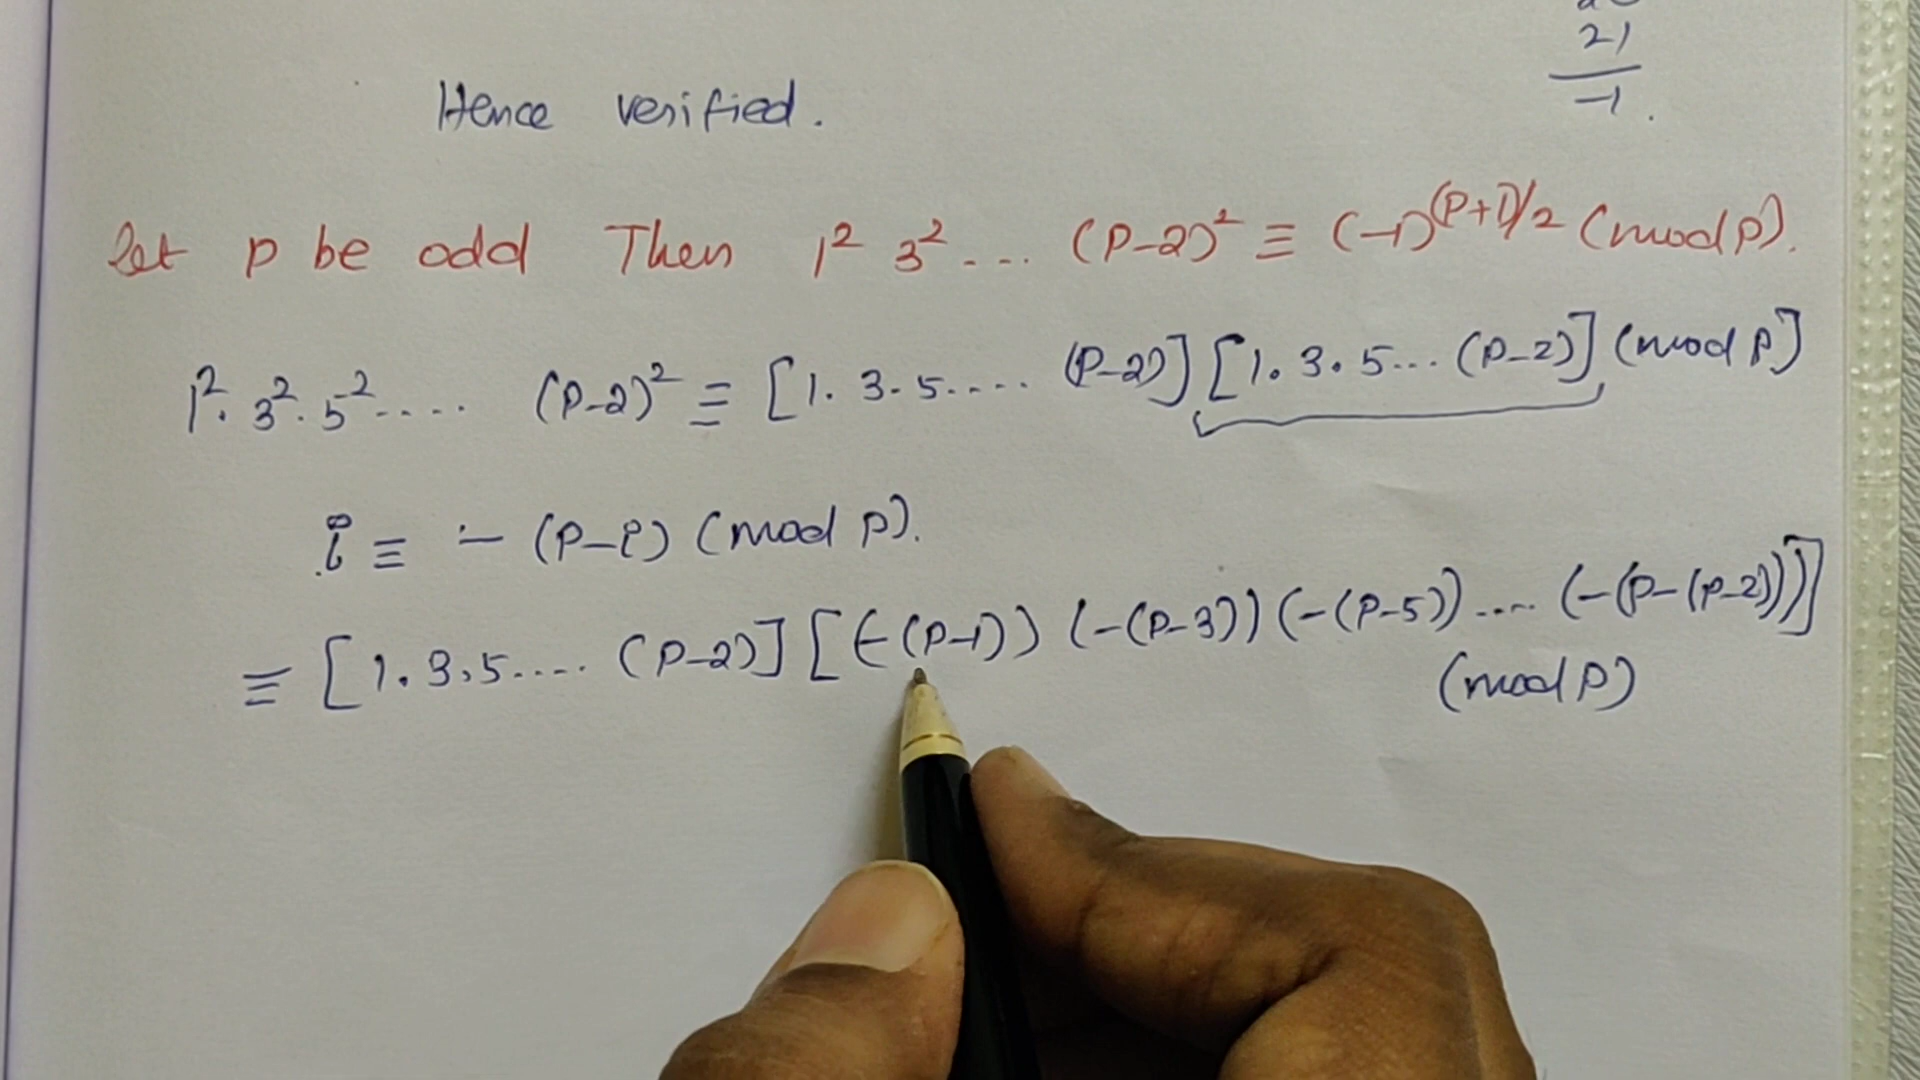 21
-1.
Hence verified.
Let p be odd Then 1² 3² .... (p-2)² ≡ (-1)^(p+1)/2 (mod p).
1². 3². 5² .... (p-2)² ≡ [1. 3. 5 .... (p-2)] [1. 3. 5 ... (p-2)] (mod p]
i ≡ - (p-i) (mod p).
≡ [1. 3. 5 .... (p-2)] [(-(p-1)) (-(p-3)) (-(p-5)) .... (-(p-(p-2)))]
(mod p)